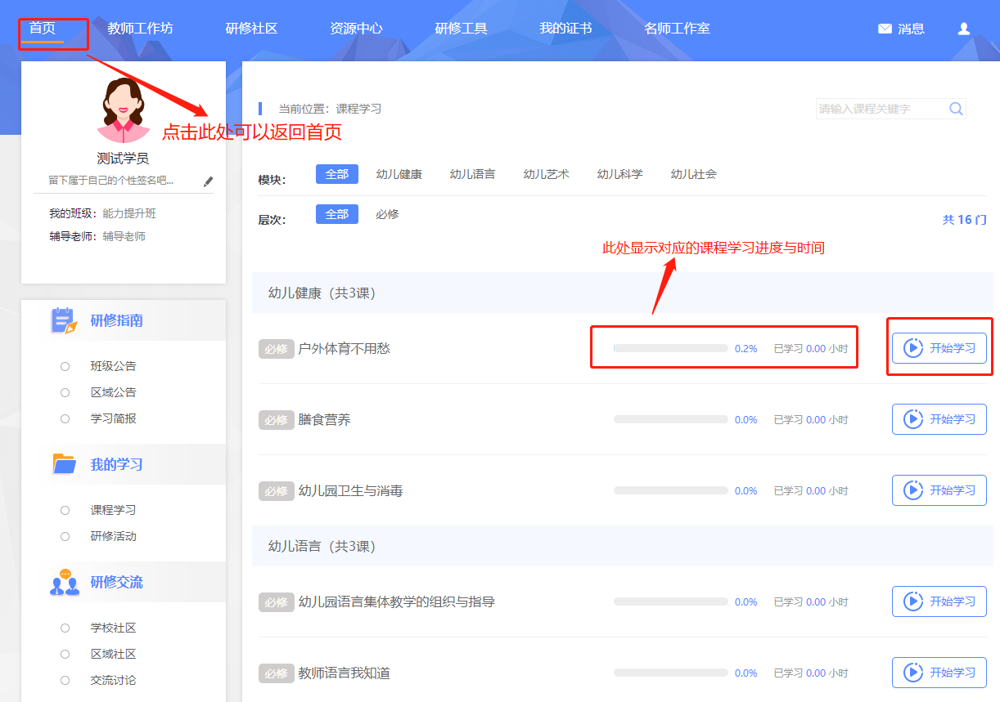 首页 教师工作坊 研修社区 资源中心 研修工具 我的证书 名师工作室 消息
点击此处可以返回首页
测试学员
留下属于自己的个性签名吧...
我的班级： 能力提升班
辅导老师： 辅导老师
研修指南
班级公告
区域公告
学习简报
我的学习
课程学习
研修活动
研修交流
学校社区
区域社区
交流讨论
当前位置：课程学习
请输入课程关键字
模块： 全部 幼儿健康 幼儿语言 幼儿艺术 幼儿科学 幼儿社会
层次： 全部 必修
共 16 门
此处显示对应的课程学习进度与时间
幼儿健康（共3课）
必修 户外体育不用愁 0.2% 已学习 0.00 小时 开始学习
必修 膳食营养 0.0% 已学习 0.00 小时 开始学习
必修 幼儿园卫生与消毒 0.0% 已学习 0.00 小时 开始学习
幼儿语言（共3课）
必修 幼儿园语言集体教学的组织与指导 0.0% 已学习 0.00 小时 开始学习
必修 教师语言我知道 0.0% 已学习 0.00 小时 开始学习